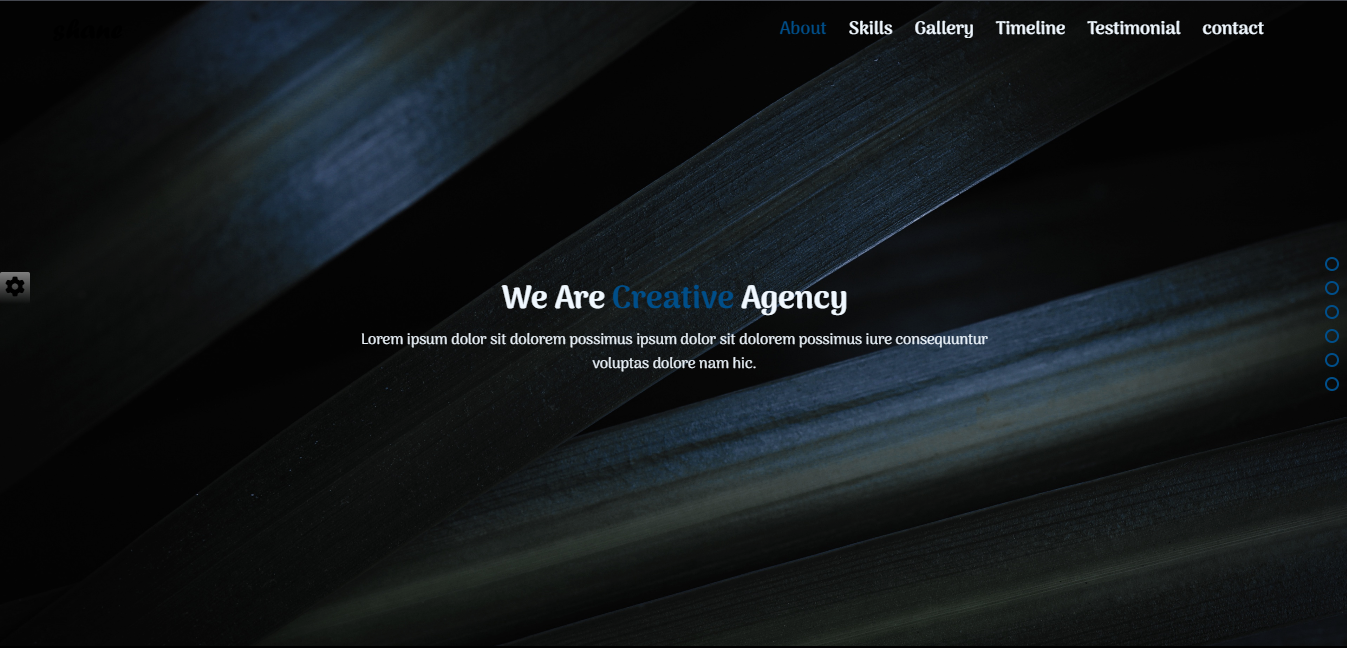 About Skills Gallery Timeline Testimonial contact
We Are Creative Agency
Lorem ipsum dolor sit dolorem possimus ipsum dolor sit dolorem possimus iure consequuntur
voluptas dolore nam hic.